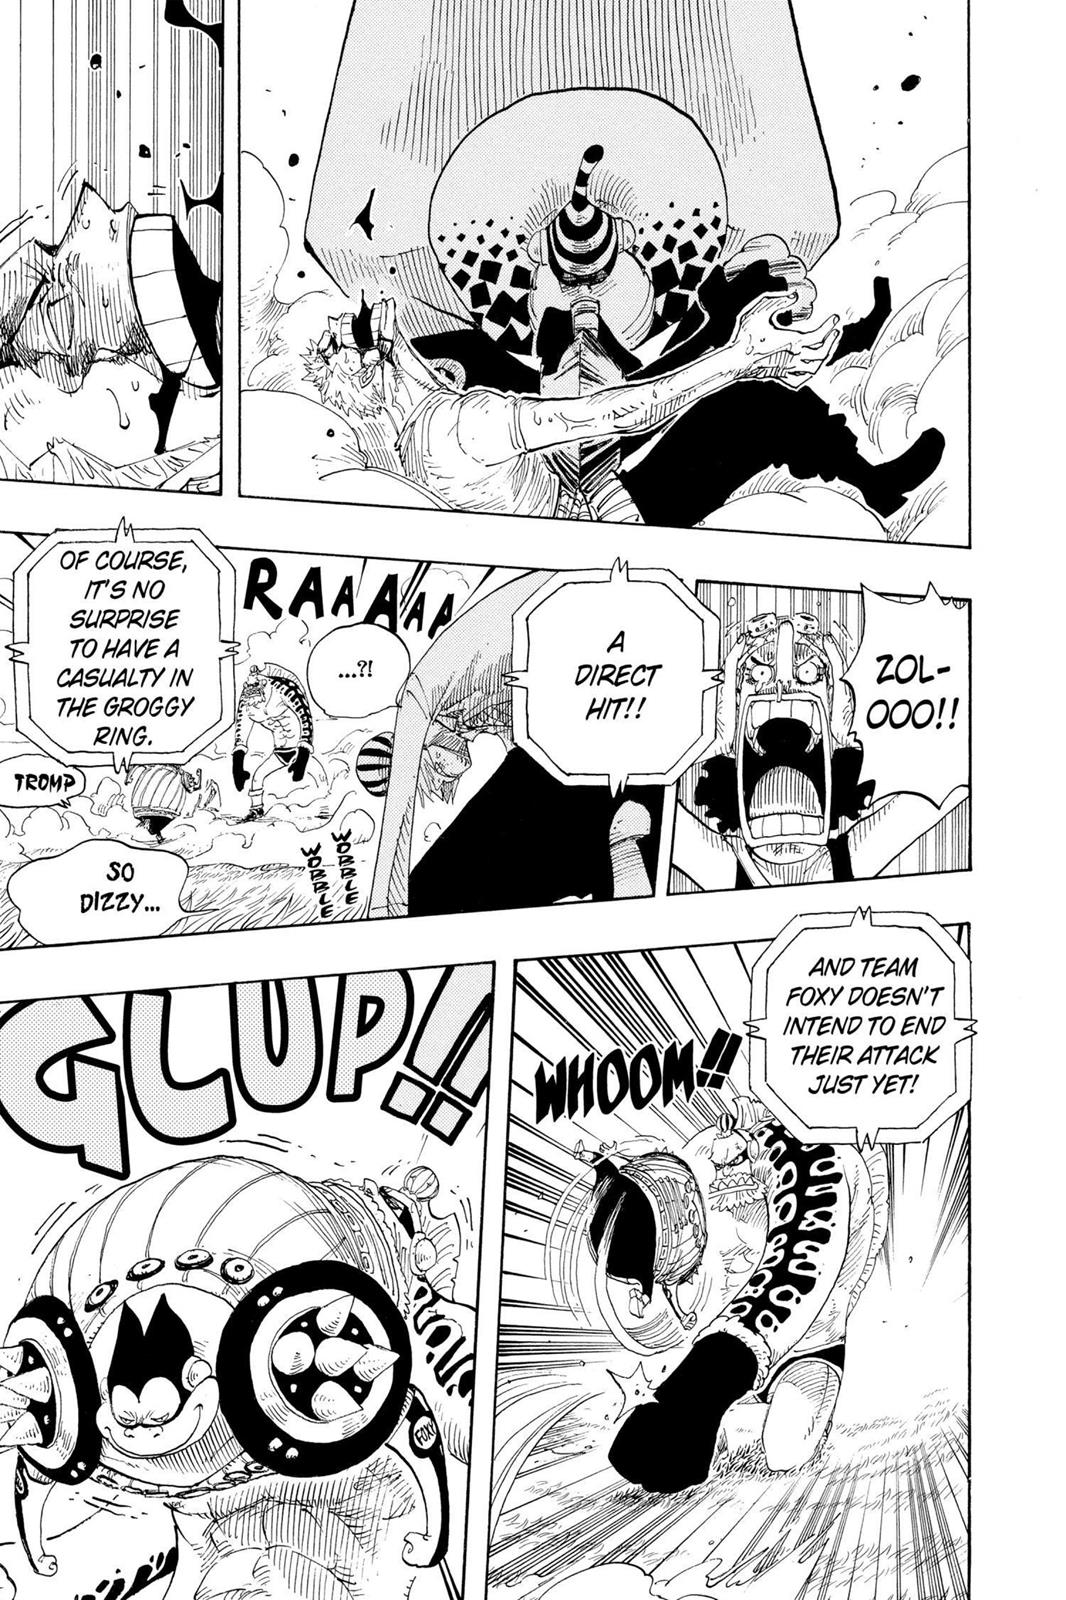 ZOL-
OOO!!
A
DIRECT
HIT!!
RAAAAAA
...?!
OF COURSE,
IT'S NO
SURPRISE
TO HAVE A
CASUALTY IN
THE GROGGY
RING.
TROMP
WOBBLE
WOBBLE
SO
DIZZY...
AND TEAM
FOXY DOESN'T
INTEND TO END
THEIR ATTACK
JUST YET!
WHOOM!!
GLUP!!
FOXY